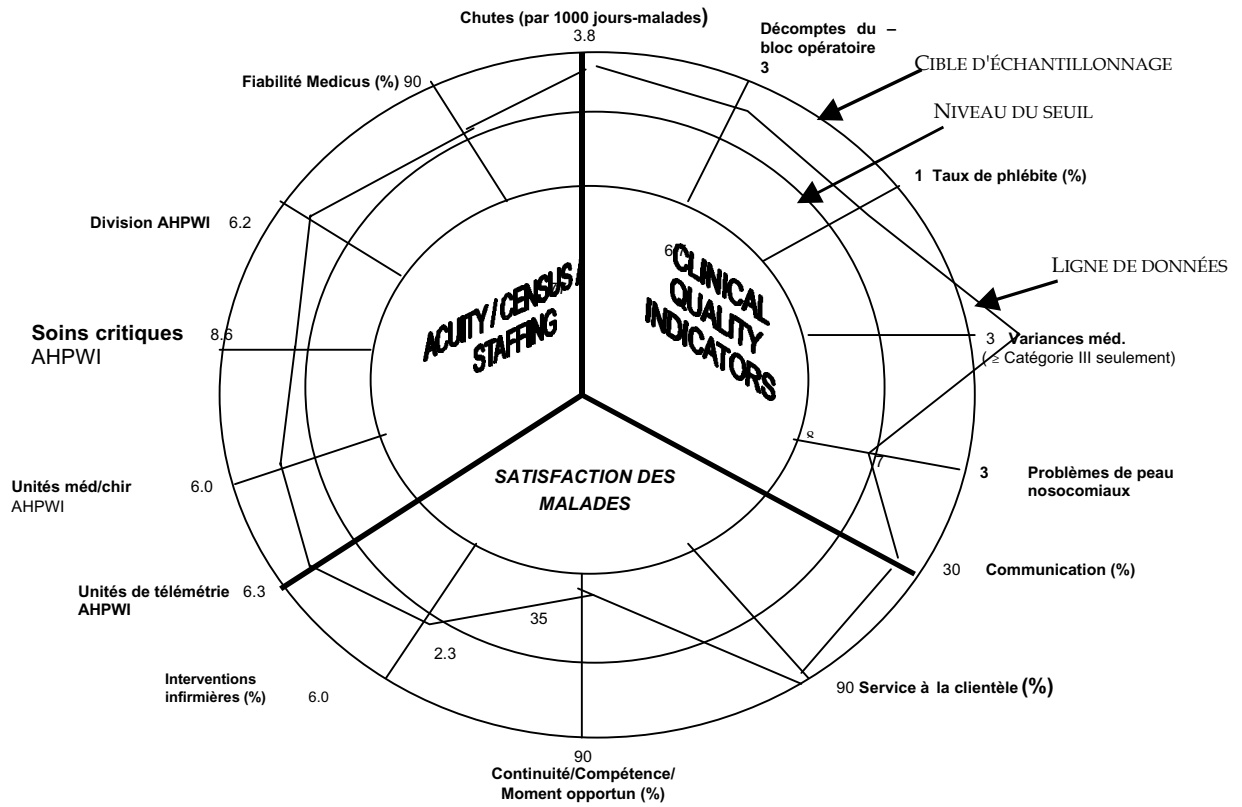 Chutes (par 1000 jours-malades)
3.8
Décomptes du –
bloc opératoire
3
CIBLE D'ÉCHANTILLONNAGE
Fiabilité Medicus (%) 90
NIVEAU DU SEUIL
1 Taux de phlébite (%)
Division AHPWI 6.2
CLINICAL
QUALITY
INDICATORS
LIGNE DE DONNÉES
ACUITY / CENSUS /
STAFFING
Soins critiques 8.6
AHPWI
3 Variances méd.
( ≥ Catégorie III seulement)
8
7
3 Problèmes de peau
nosocomiaux
SATISFACTION DES
MALADES
Unités méd/chir 6.0
AHPWI
30 Communication (%)
Unités de télémétrie 6.3
AHPWI
35
2.3
Interventions
infirmières (%) 6.0
90 Service à la clientèle (%)
90
Continuité/Compétence/
Moment opportun (%)